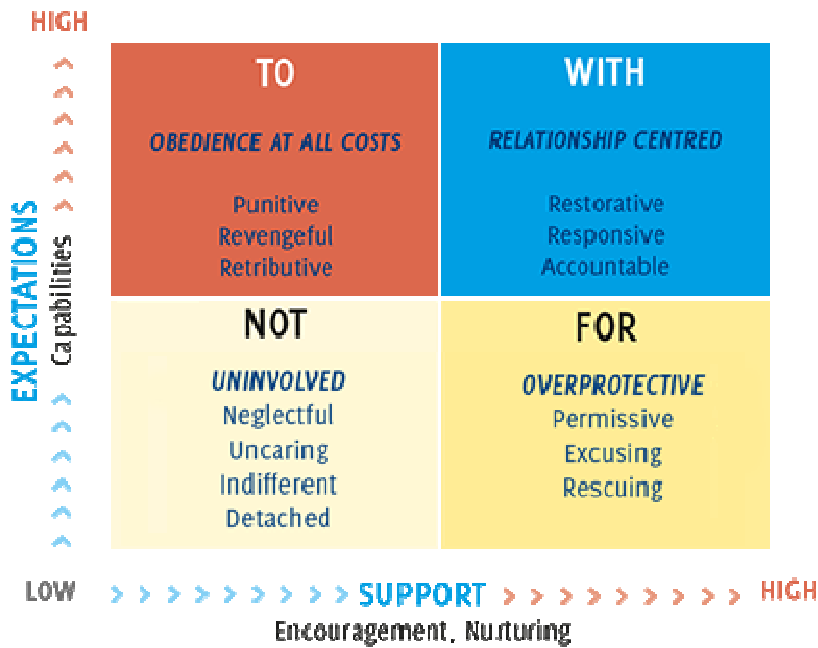 HIGH
TO
OBEDIENCE AT ALL COSTS
Punitive
Revengeful
Retributive
WITH
RELATIONSHIP CENTRED
Restorative
Responsive
Accountable
EXPECTATIONS
Capabilities
NOT
UNINVOLVED
Neglectful
Uncaring
Indifferent
Detached
FOR
OVERPROTECTIVE
Permissive
Excusing
Rescuing
LOW
SUPPORT
HIGH
Encouragement, Nurturing